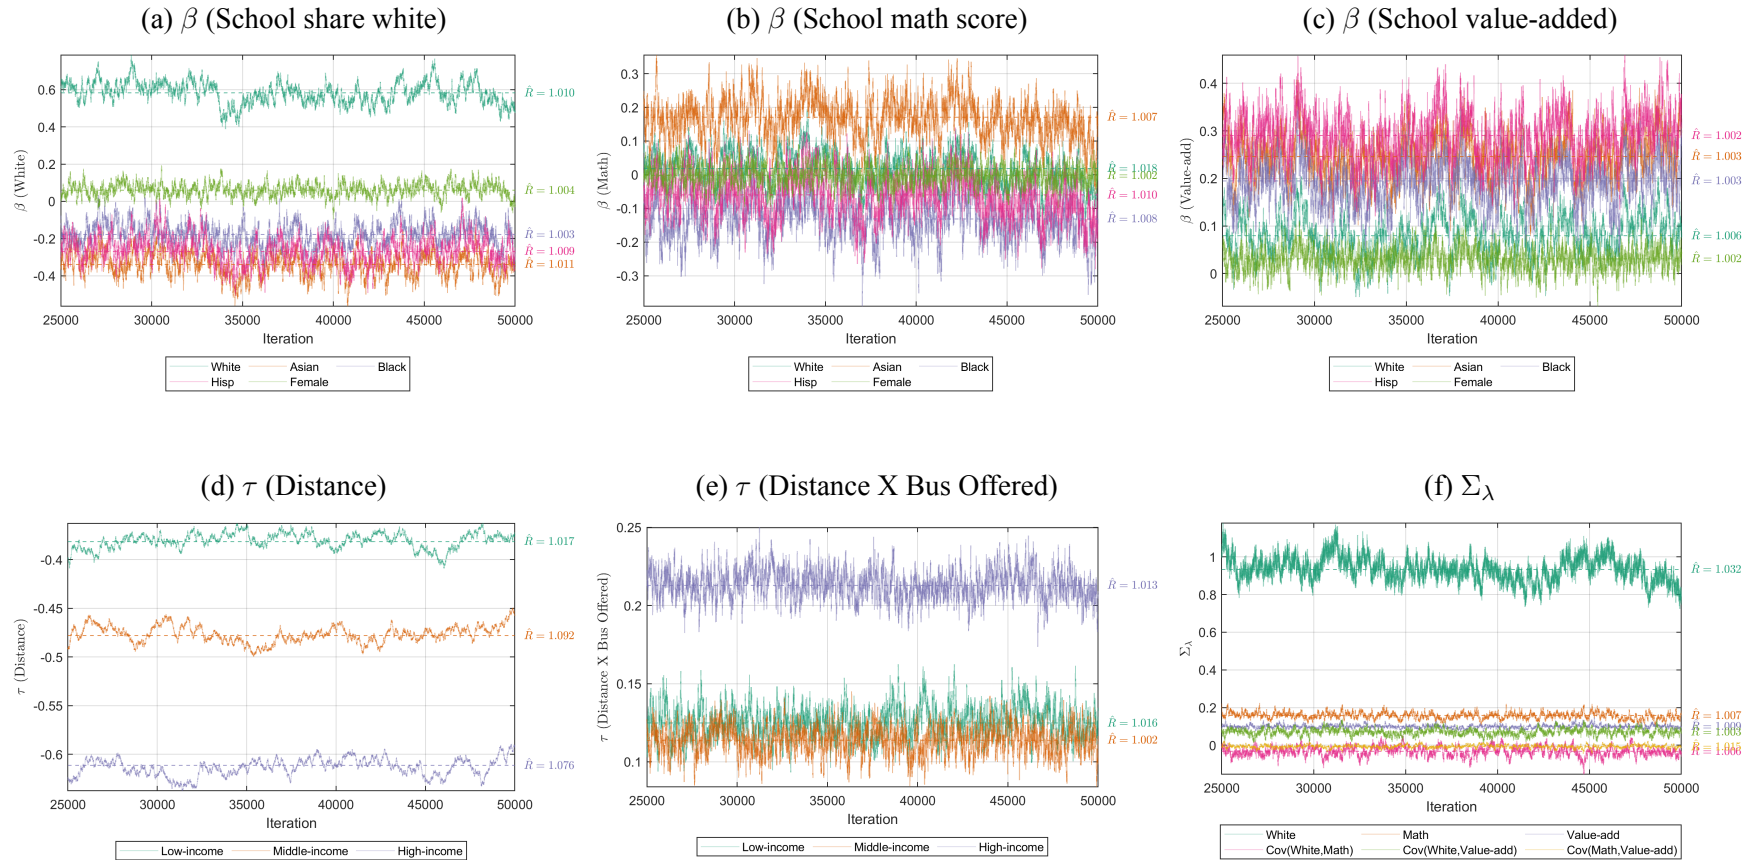 (a) β (School share white)
β (White)
0.6
0.4
0.2
0
-0.2
-0.4
25000 30000 35000 40000 45000 50000
Iteration
R̂ = 1.010
R̂ = 1.004
R̂ = 1.003
R̂ = 1.009
R̂ = 1.011
White Asian Black
Hisp Female
(b) β (School math score)
β (Math)
0.3
0.2
0.1
0
-0.1
-0.2
-0.3
25000 30000 35000 40000 45000 50000
Iteration
R̂ = 1.007
R̂ = 1.018
R̂ = 1.002
R̂ = 1.010
R̂ = 1.008
White Asian Black
Hisp Female
(c) β (School value-added)
β (Value-add)
0.4
0.3
0.2
0.1
0
25000 30000 35000 40000 45000 50000
Iteration
R̂ = 1.002
R̂ = 1.003
R̂ = 1.003
R̂ = 1.006
R̂ = 1.002
White Asian Black
Hisp Female
(d) τ (Distance)
τ (Distance)
-0.4
-0.45
-0.5
-0.55
-0.6
25000 30000 35000 40000 45000 50000
Iteration
R̂ = 1.017
R̂ = 1.092
R̂ = 1.076
Low-income Middle-income High-income
(e) τ (Distance X Bus Offered)
τ (Distance X Bus Offered)
0.25
0.2
0.15
0.1
25000 30000 35000 40000 45000 50000
Iteration
R̂ = 1.013
R̂ = 1.016
R̂ = 1.002
Low-income Middle-income High-income
(f) Σλ
Σλ
1
0.8
0.6
0.4
0.2
0
25000 30000 35000 40000 45000 50000
Iteration
R̂ = 1.032
R̂ = 1.007
R̂ = 1.006
White Math Value-add
Cov(White,Math) Cov(White,Value-add) Cov(Math,Value-add)